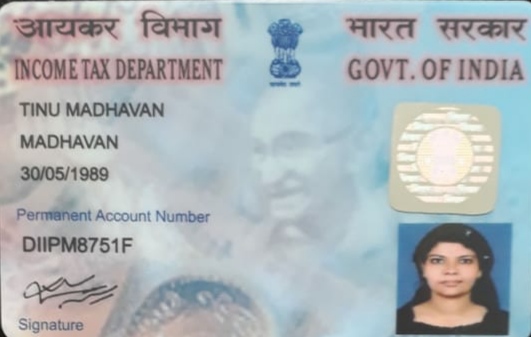 आयकर विभाग
INCOME TAX DEPARTMENT
भारत सरकार
GOVT. OF INDIA
TINU MADHAVAN
MADHAVAN
30/05/1989
Permanent Account Number
DIIPM8751F
Signature